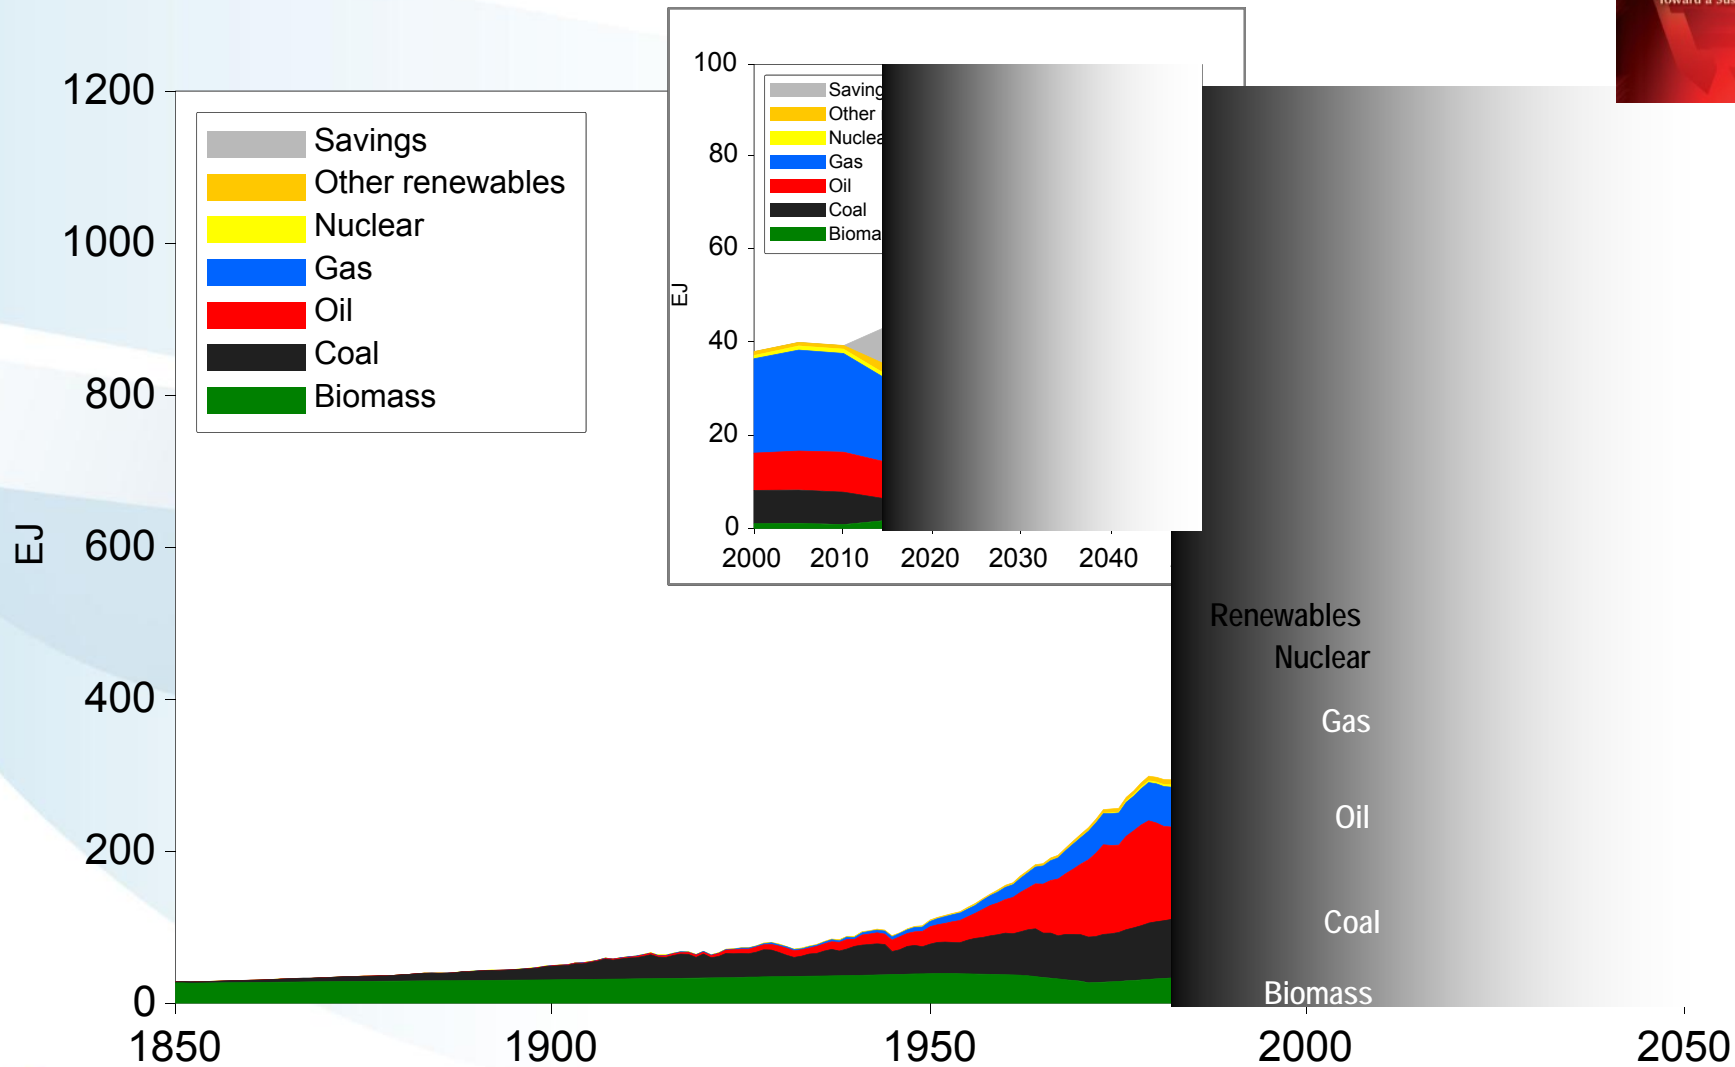 Toward a Sus
1200
1000
800
600
400
200
0
EJ
Savings
Other renewables
Nuclear
Gas
Oil
Coal
Biomass
1850
1900
1950
2000
2050
100
80
60
40
20
0
EJ
Saving
Other
Nuclea
Gas
Oil
Coal
Bioma
2000
2010
2020
2030
2040
Renewables
Nuclear
Gas
Oil
Coal
Biomass